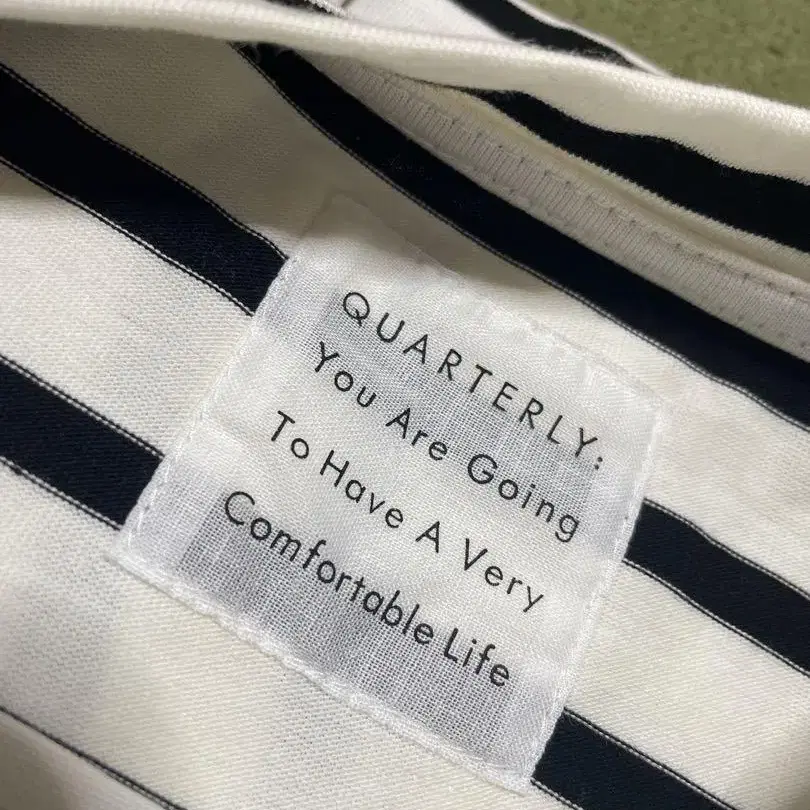 QUARTERLY:
You Are Going
To Have A Very
Comfortable Life